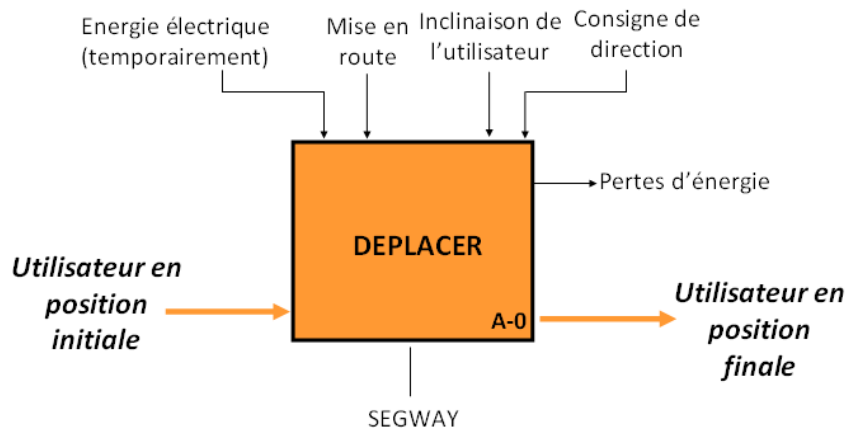 Energie électrique
(temporairement)
Mise en
route
Inclinaison de
l’utilisateur
Consigne de
direction
Pertes d’énergie
DEPLACER
Utilisateur en
position
initiale
A-0
Utilisateur en
position
finale
SEGWAY